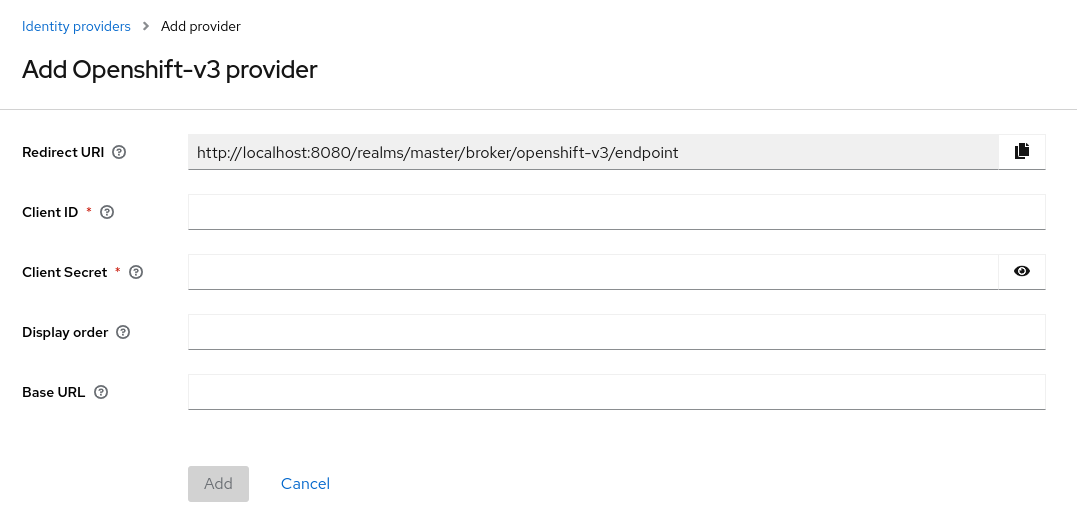 Identity providers > Add provider
Add Openshift-v3 provider
Redirect URI http://localhost:8080/realms/master/broker/openshift-v3/endpoint
Client ID *
Client Secret *
Display order
Base URL
Add Cancel